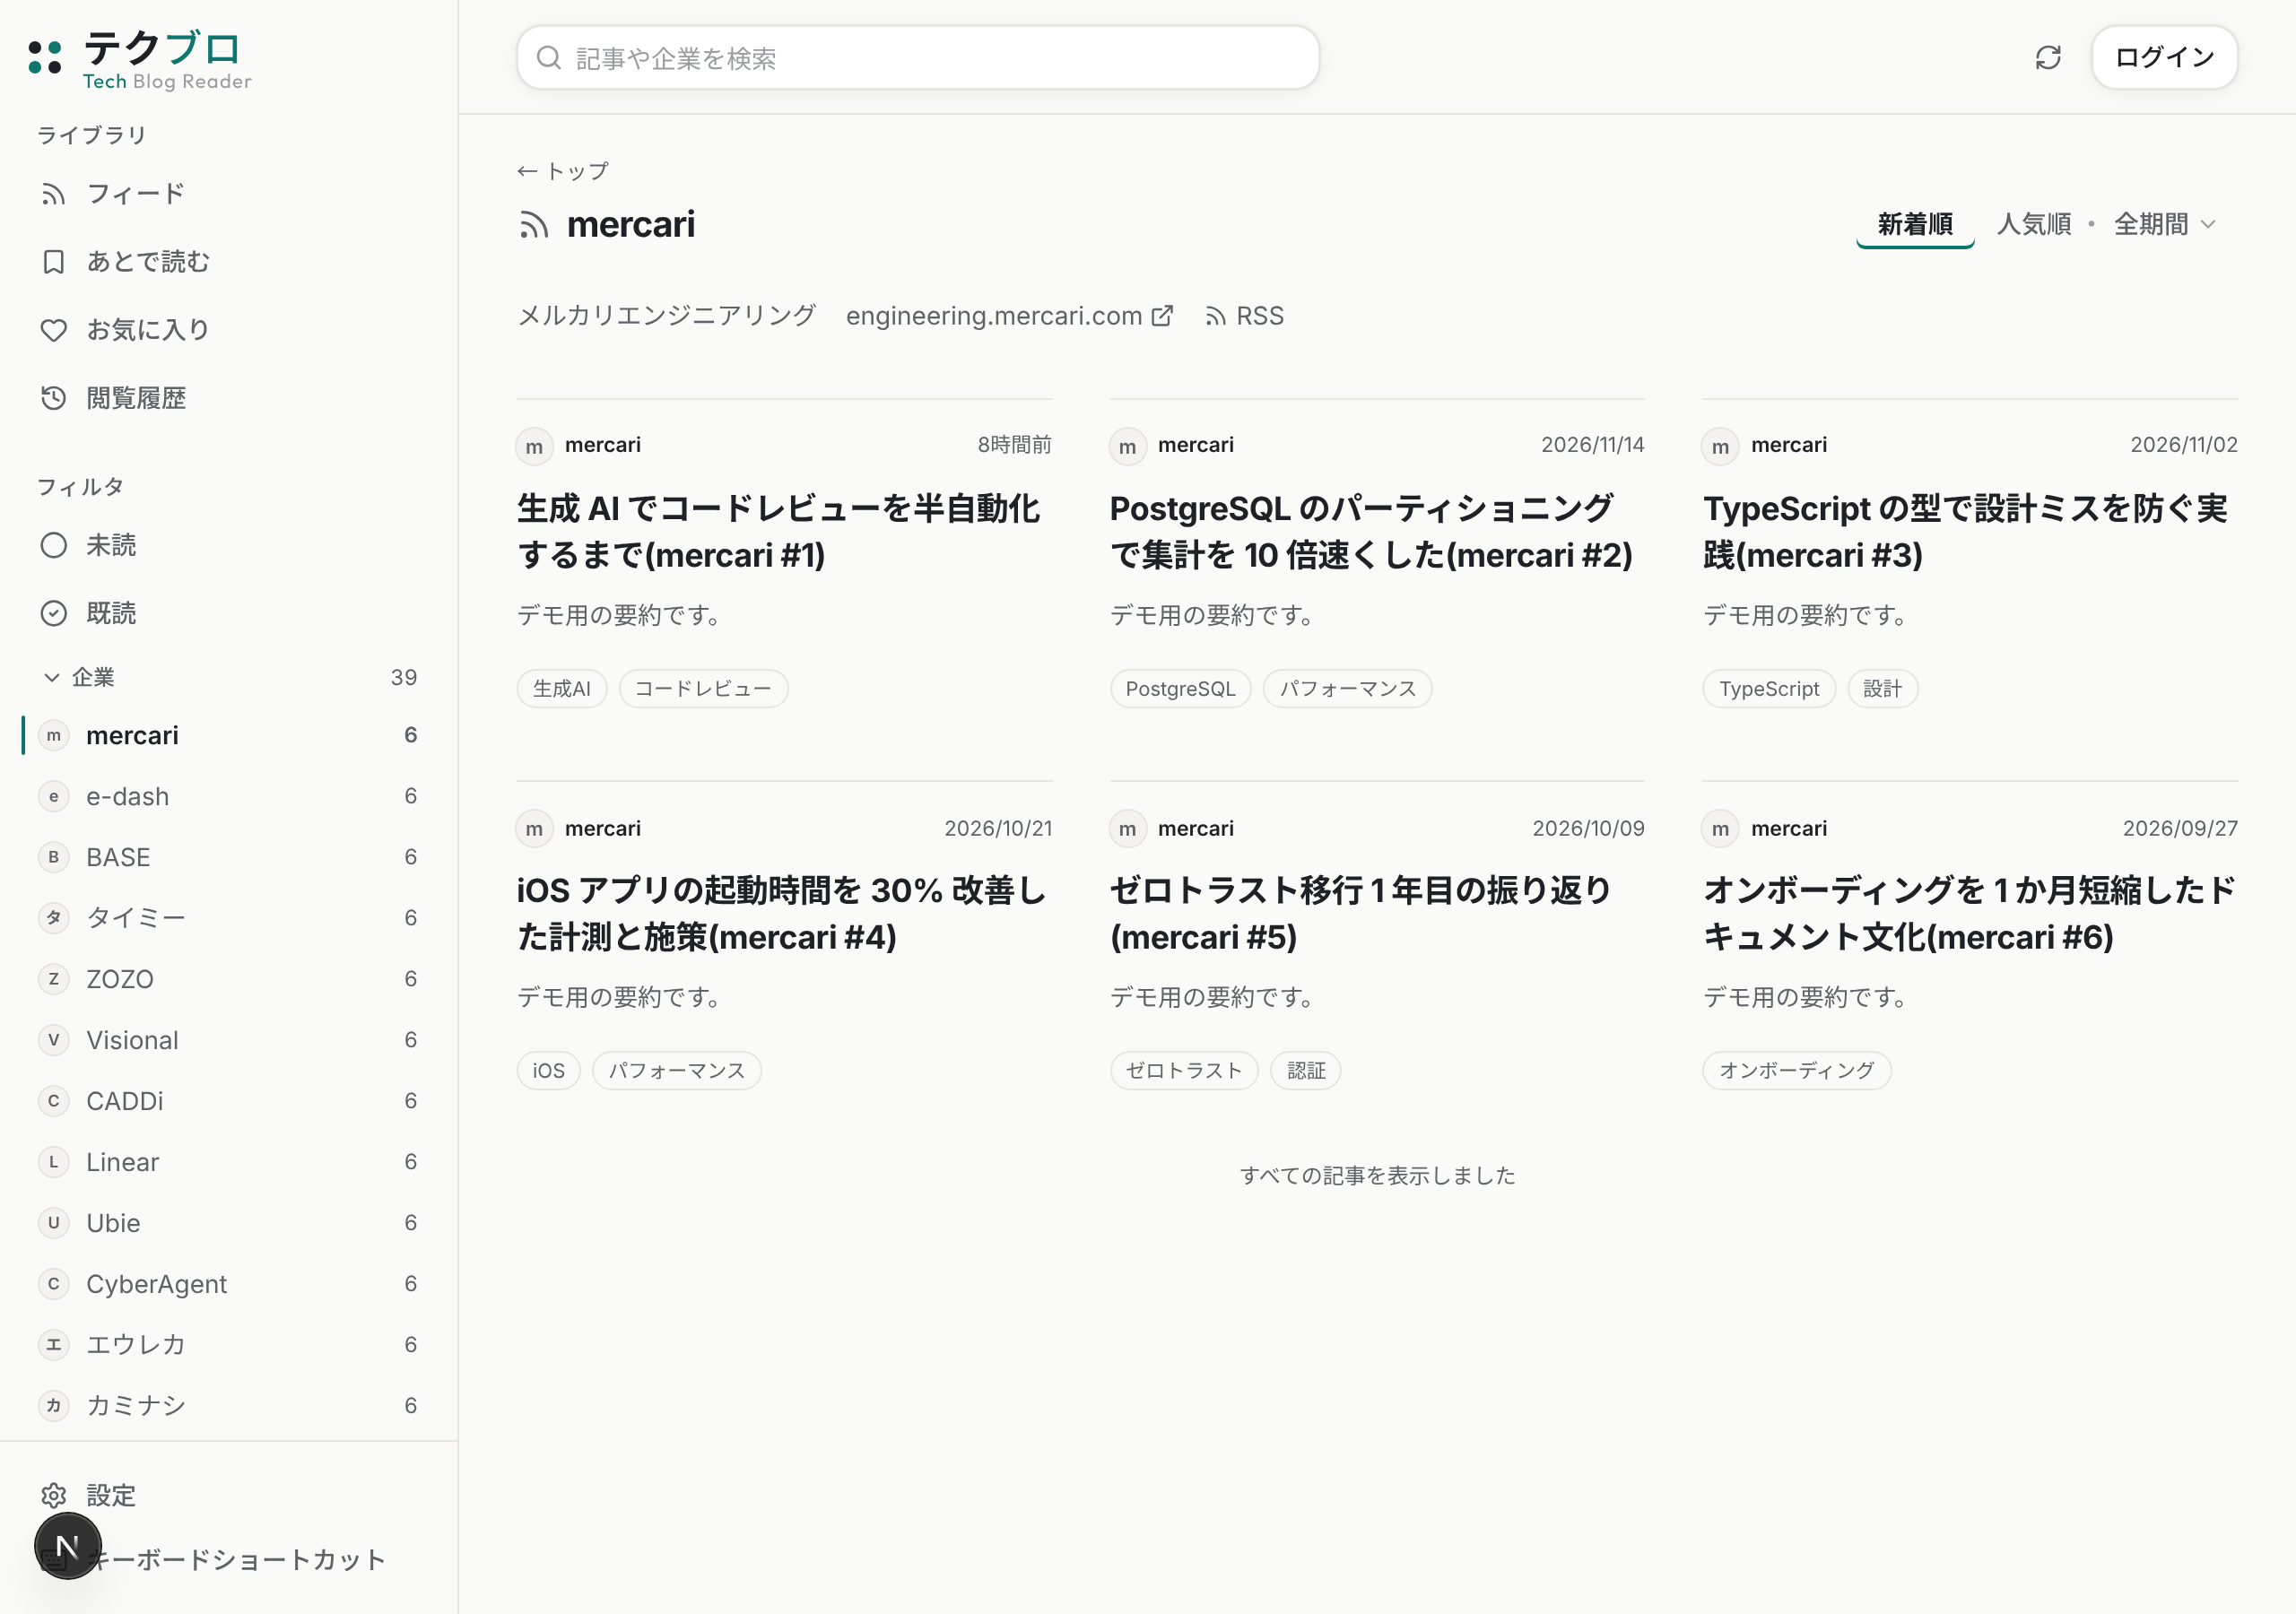 テクブロ
Tech Blog Reader
ライブラリ
フィード
あとで読む
お気に入り
閲覧履歴
フィルタ
未読
既読
企業 39
m mercari 6
e e-dash 6
B BASE 6
タ タイミー 6
Z ZOZO 6
V Visional 6
C CADDi 6
L Linear 6
U Ubie 6
C CyberAgent 6
エ エウレカ 6
カ カミナシ 6
設定
N キーボードショートカット
記事や企業を検索
ログイン
← トップ
mercari
新着順 人気順 • 全期間
メルカリエンジニアリング engineering.mercari.com RSS
m mercari 8時間前
生成 AI でコードレビューを半自動化
するまで(mercari #1)
デモ用の要約です。
生成AI コードレビュー
m mercari 2026/11/14
PostgreSQL のパーティショニング
で集計を 10 倍速くした(mercari #2)
デモ用の要約です。
PostgreSQL パフォーマンス
m mercari 2026/11/02
TypeScript の型で設計ミスを防ぐ実
践(mercari #3)
デモ用の要約です。
TypeScript 設計
m mercari 2026/10/21
iOS アプリの起動時間を 30% 改善し
た計測と施策(mercari #4)
デモ用の要約です。
iOS パフォーマンス
m mercari 2026/10/09
ゼロトラスト移行 1 年目の振り返り
(mercari #5)
デモ用の要約です。
ゼロトラスト 認証
m mercari 2026/09/27
オンボーディングを 1 か月短縮したド
キュメント文化(mercari #6)
デモ用の要約です。
オンボーディング
すべての記事を表示しました